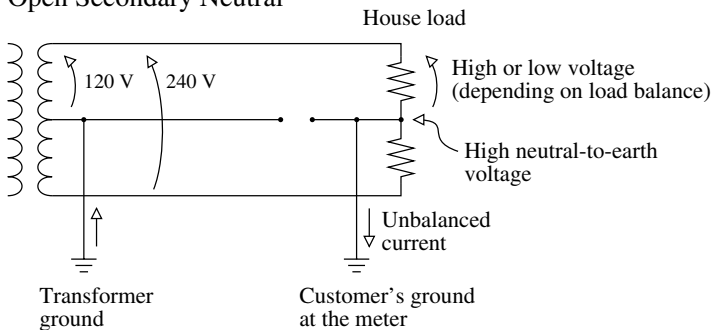 Open Secondary Neutral
House load
120 V
240 V
High or low voltage
(depending on load balance)
High neutral-to-earth
voltage
Unbalanced
current
Transformer
ground
Customer's ground
at the meter